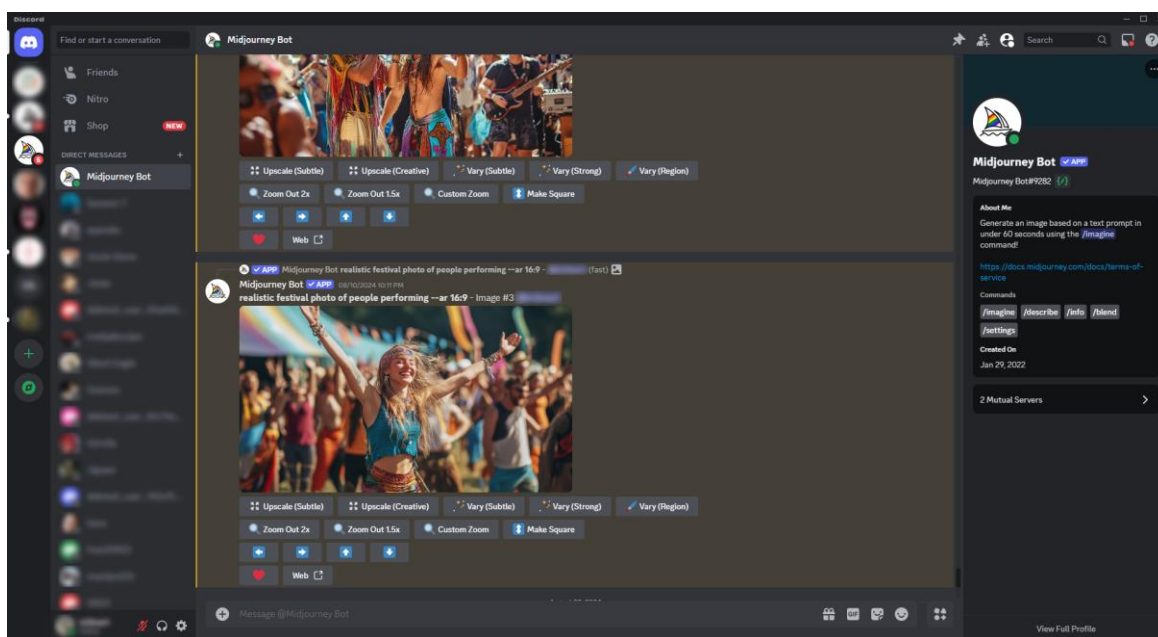 Discord
Find or start a conversation
Midjourney Bot
Search
Friends
Nitro
Shop
NEW
DIRECT MESSAGES
Midjourney Bot
Upscale (Subtle)
Upscale (Creative)
Vary (Subtle)
Vary (Strong)
Vary (Region)
Zoom Out 2x
Zoom Out 1.5x
Custom Zoom
Make Square
Web
APP Midjourney Bot realistic festival photo of people performing --ar 16:9 - (fast)
Midjourney Bot APP 08/10/2024 10:11 PM
realistic festival photo of people performing --ar 16:9 - Image #3
Upscale (Subtle)
Upscale (Creative)
Vary (Subtle)
Vary (Strong)
Vary (Region)
Zoom Out 2x
Zoom Out 1.5x
Custom Zoom
Make Square
Web
Message @Midjourney Bot
GIF
Midjourney Bot APP
Midjourney Bot#9282
About Me
Generate an image based on a text prompt in
under 60 seconds using the /imagine
command!
https://docs.midjourney.com/docs/terms-of-
service
Commands
/imagine /describe /info /blend
/settings
Created On
Jan 29, 2022
2 Mutual Servers
View Full Profile